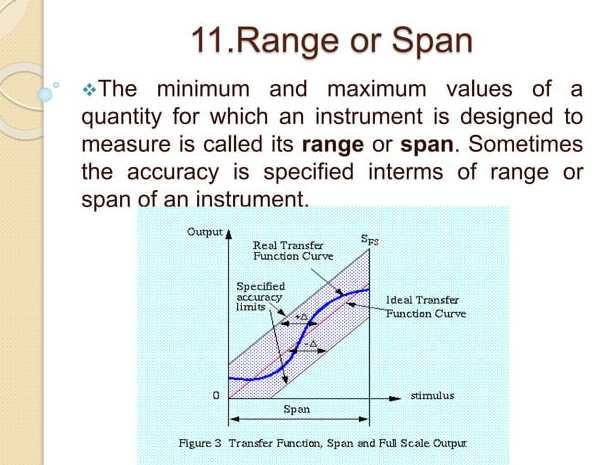 11.Range or Span
❖The minimum and maximum values of a
quantity for which an instrument is designed to
measure is called its range or span. Sometimes
the accuracy is specified interms of range or
span of an instrument.
Output
Real Transfer
Function Curve
SFS
Specified
accuracy
limits
+Δ
Ideal Transfer
Function Curve
-Δ
0
stimulus
Span
Figure 3 Transfer Function, Span and Full Scale Output